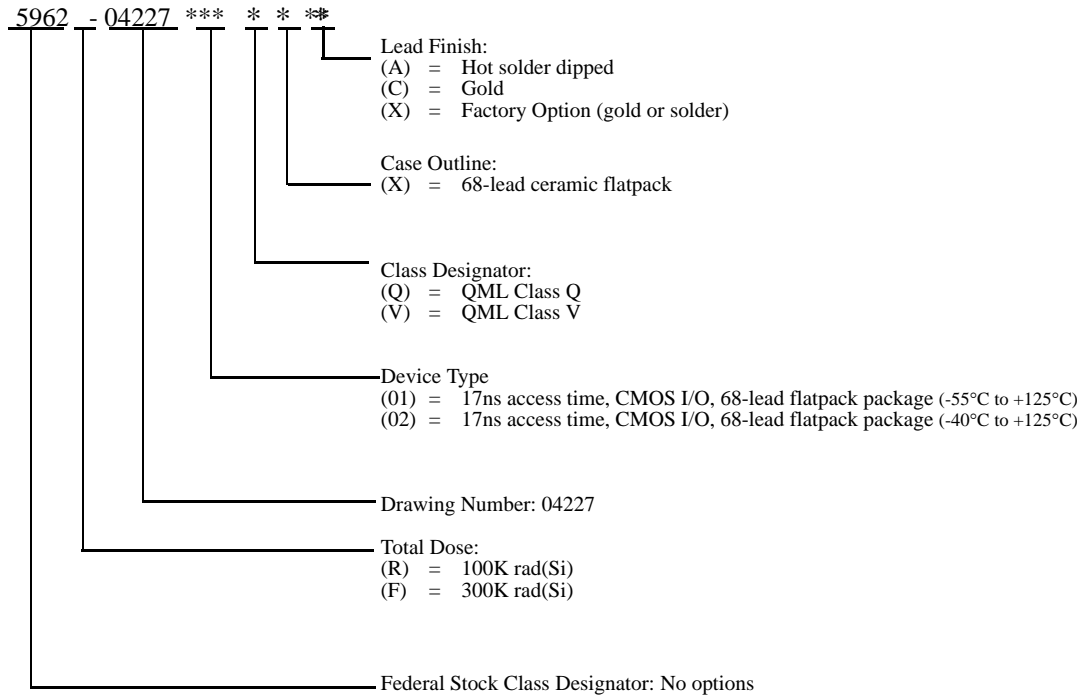 5962 - 04227 *** * * **
Lead Finish:
(A) = Hot solder dipped
(C) = Gold
(X) = Factory Option (gold or solder)
Case Outline:
(X) = 68-lead ceramic flatpack
Class Designator:
(Q) = QML Class Q
(V) = QML Class V
Device Type
(01) = 17ns access time, CMOS I/O, 68-lead flatpack package (-55°C to +125°C)
(02) = 17ns access time, CMOS I/O, 68-lead flatpack package (-40°C to +125°C)
Drawing Number: 04227
Total Dose:
(R) = 100K rad(Si)
(F) = 300K rad(Si)
Federal Stock Class Designator: No options